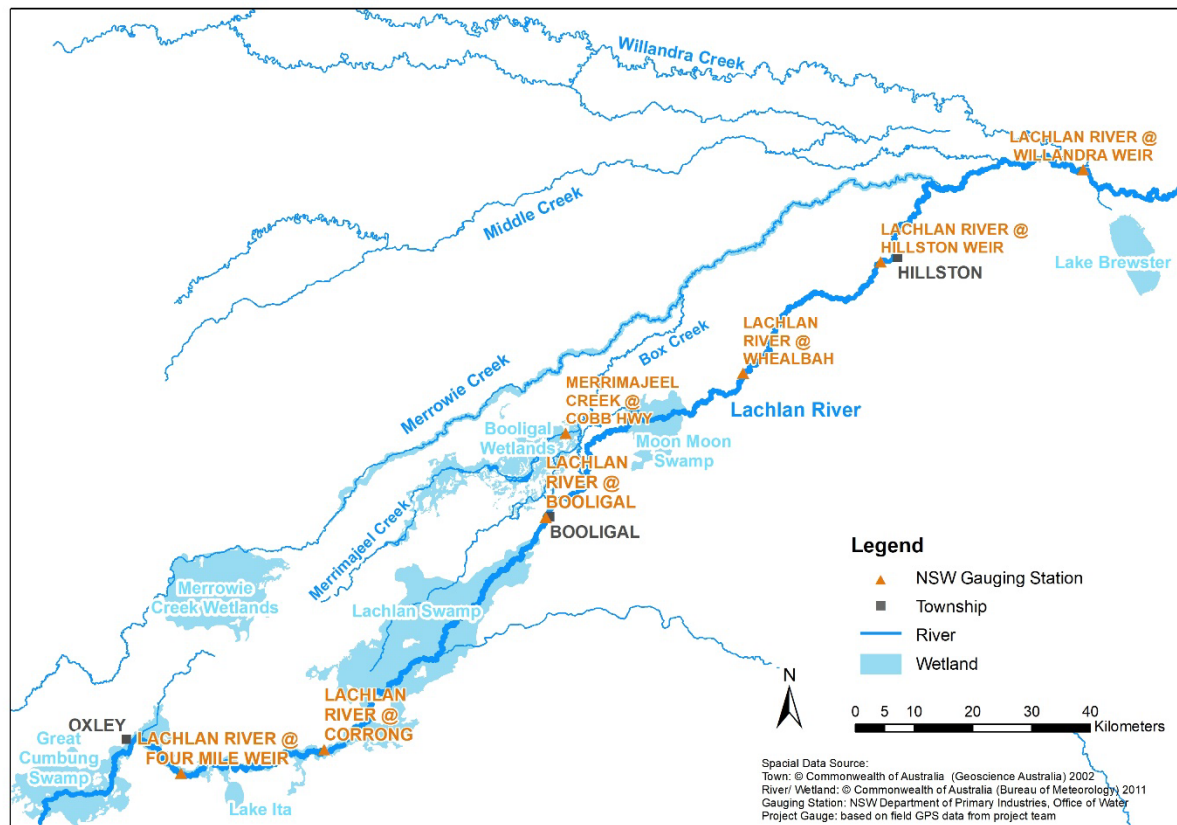 Willandra Creek
LACHLAN RIVER @
WILLANDRA WEIR
Middle Creek
LACHLAN RIVER @
HILLSTON WEIR
HILLSTON
Lake Brewster
LACHLAN
RIVER @
WHEALBAH
Box Creek
Merrowie Creek
MERRIMAJEEL
CREEK @
COBB HWY
Lachlan River
Booligal
Wetlands
Moon Moon
Swamp
LACHLAN
RIVER @
BOOLIGAL
BOOLIGAL
Merrimajeel Creek
Merrowie
Creek Wetlands
Lachlan Swamp
Legend
NSW Gauging Station
Township
River
Wetland
N
0 5 10 20 30 40
Kilometers
LACHLAN
RIVER @
CORRONG
OXLEY
LACHLAN RIVER @
FOUR MILE WEIR
Great
Cumbung
Swamp
Lake Ita
Spacial Data Source:
Town: © Commonwealth of Australia (Geoscience Australia) 2002
River/ Wetland: © Commonwealth of Australia (Bureau of Meteorology) 2011
Gauging Station: NSW Department of Primary Industries, Office of Water
Project Gauge: based on field GPS data from project team